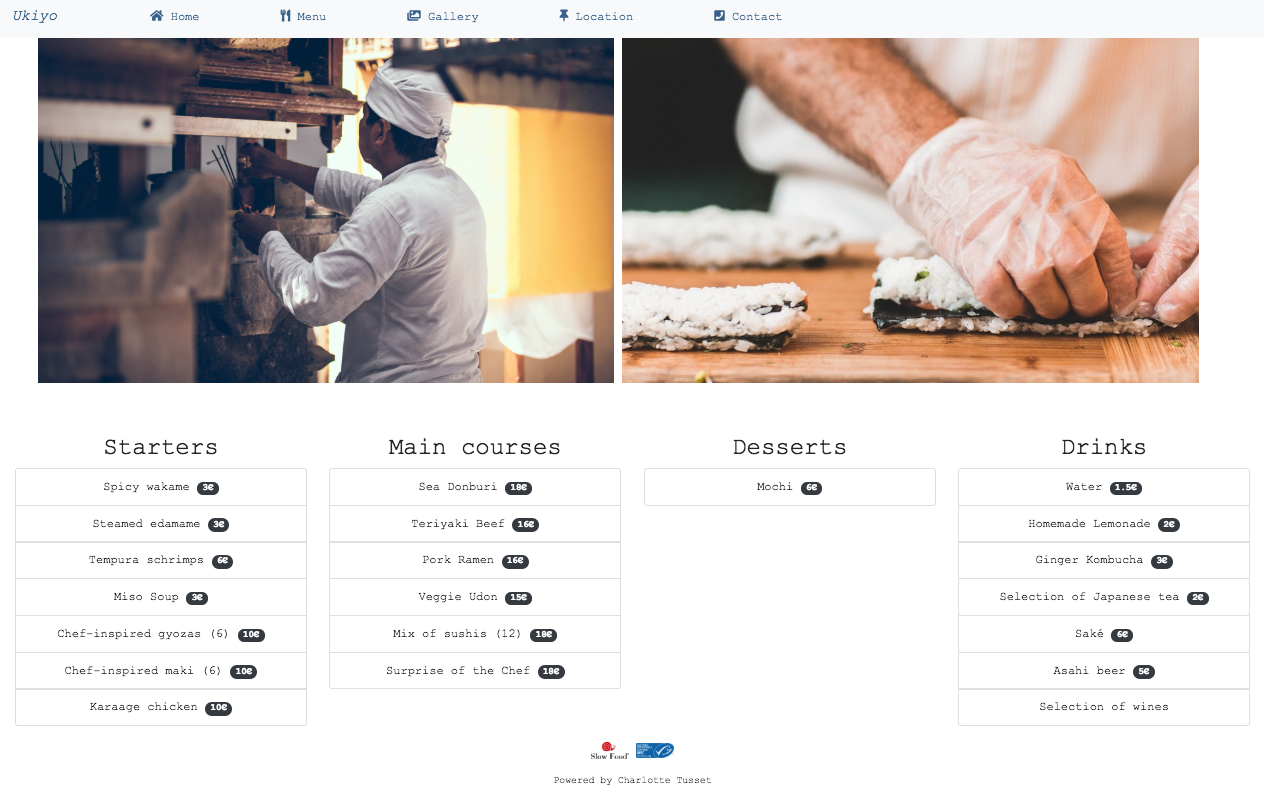 Ukiyo
Home
Menu
Gallery
Location
Contact
Starters
Spicy wakame 3€
Steamed edamame 3€
Tempura schrimps 6€
Miso Soup 3€
Chef-inspired gyozas (6) 10€
Chef-inspired maki (6) 10€
Karaage chicken 10€
Main courses
Sea Donburi 18€
Teriyaki Beef 16€
Pork Ramen 16€
Veggie Udon 15€
Mix of sushis (12) 18€
Surprise of the Chef 18€
Desserts
Mochi 6€
Drinks
Water 1.5€
Homemade Lemonade 2€
Ginger Kombucha 3€
Selection of Japanese tea 2€
Saké 6€
Asahi beer 5€
Selection of wines
Slow Food
Powered by Charlotte Tusset